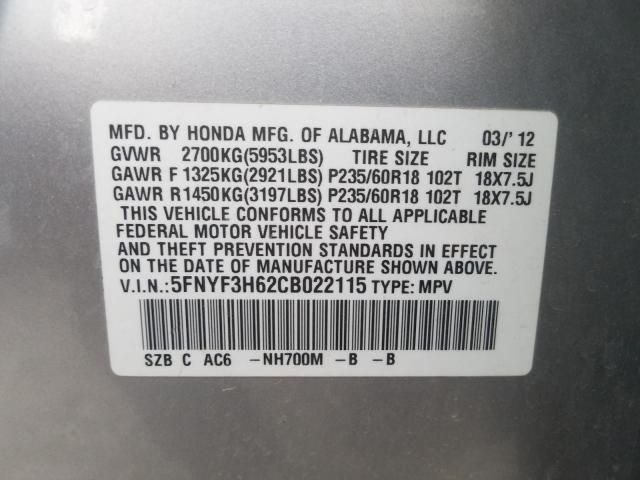 MFD. BY HONDA MFG. OF ALABAMA, LLC 03/' 12
GVWR 2700KG(5953LBS) TIRE SIZE RIM SIZE
GAWR F 1325KG(2921LBS) P235/60R18 102T 18X7.5J
GAWR R 1450KG(3197LBS) P235/60R18 102T 18X7.5J
THIS VEHICLE CONFORMS TO ALL APPLICABLE
FEDERAL MOTOR VEHICLE SAFETY
AND THEFT PREVENTION STANDARDS IN EFFECT
ON THE DATE OF MANUFACTURE SHOWN ABOVE.
V.I.N.: 5FNYF3H62CB022115 TYPE: MPV
SZB C AC6 -NH700M -B -B